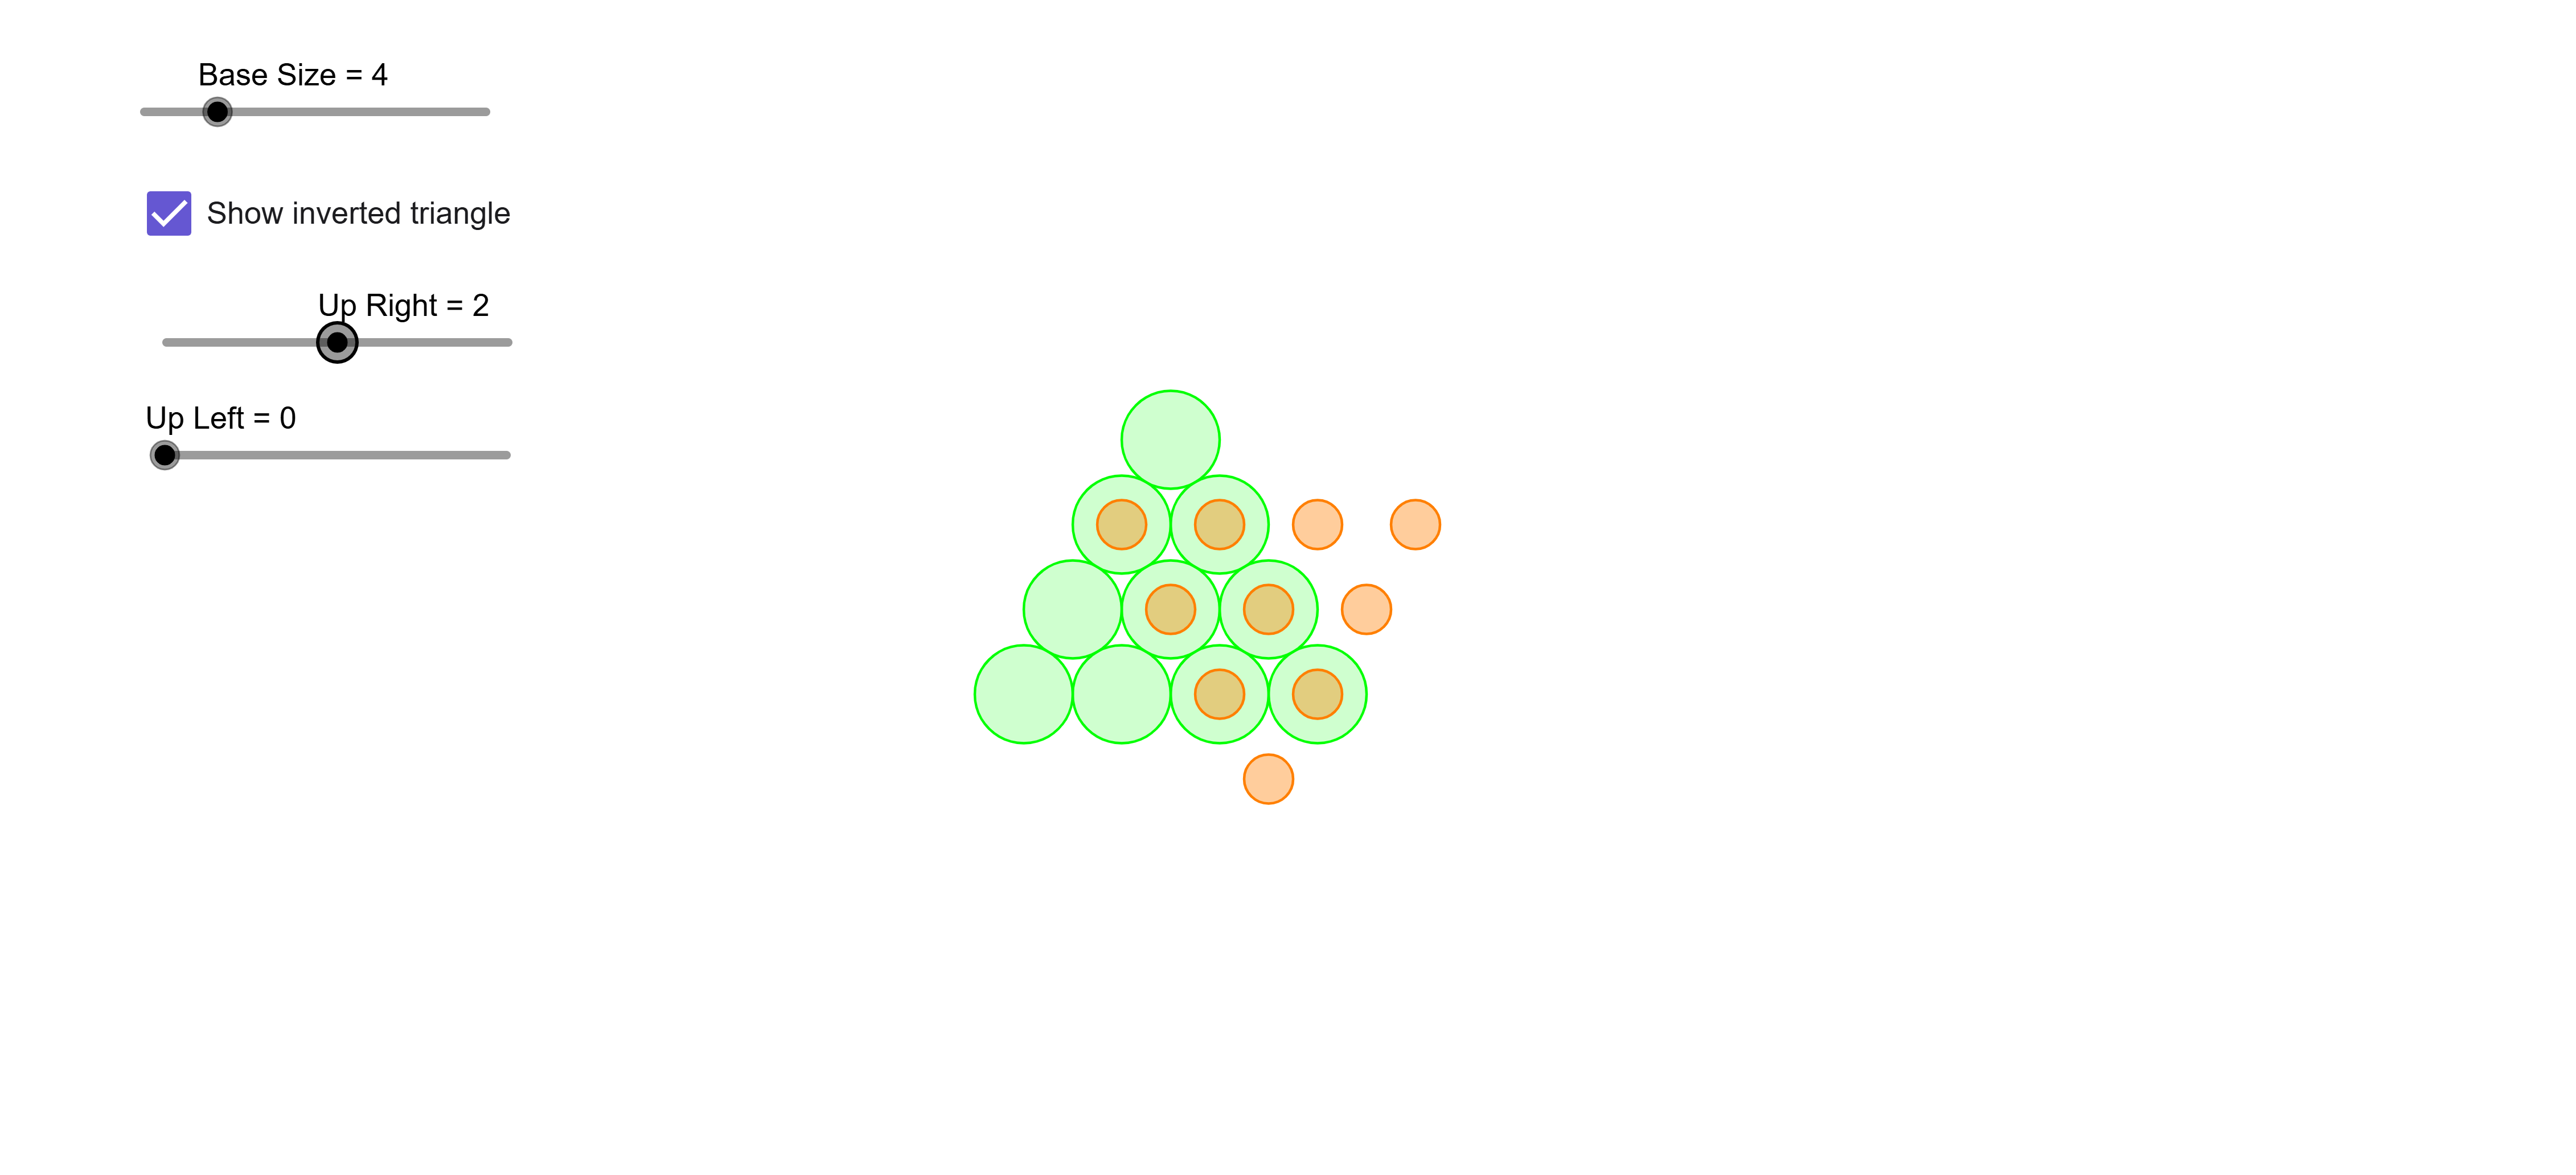 Base Size = 4
Show inverted triangle
Up Right = 2
Up Left = 0